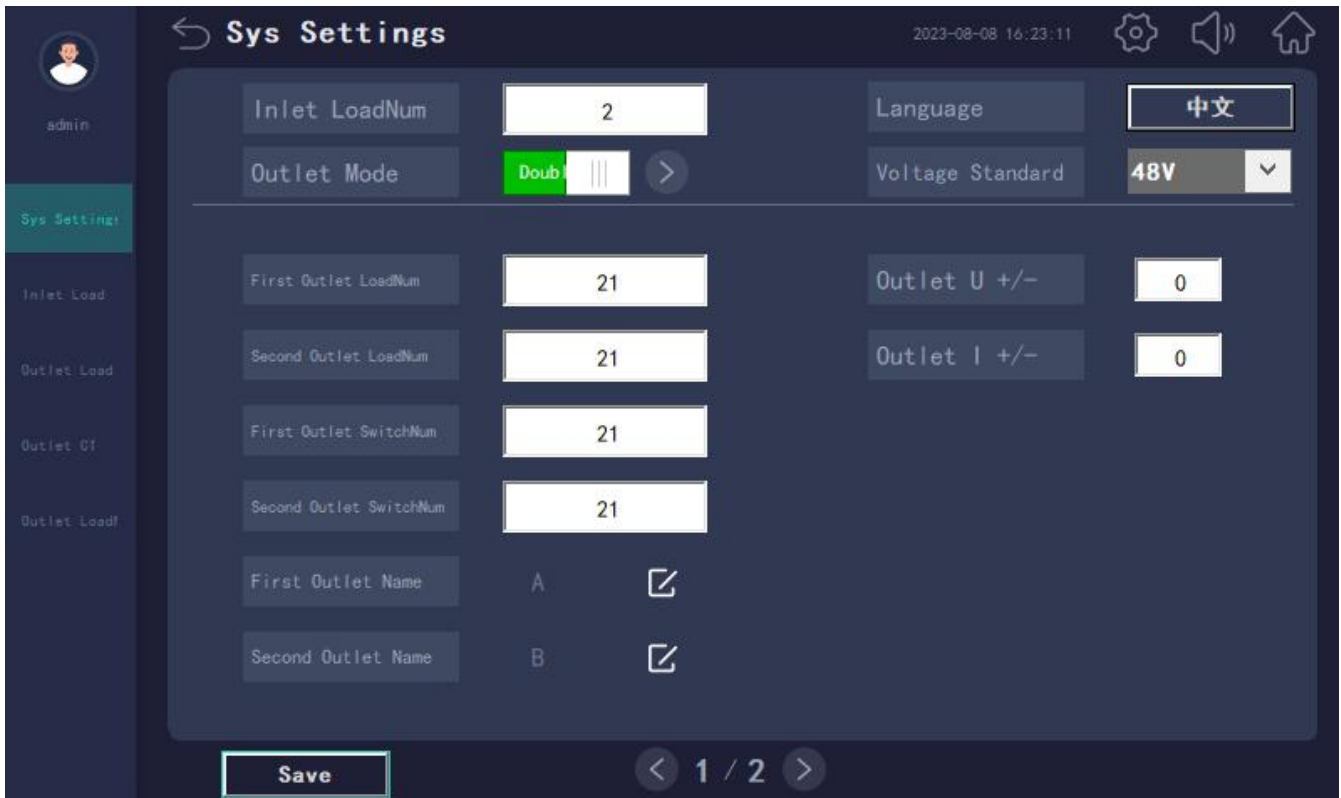 Sys Settings
2023-08-08 16:23:11
admin
Inlet LoadNum
2
Language
中文
Outlet Mode
Doubl
Voltage Standard
48V
Sys Settings
Inlet Load
Outlet Load
Outlet CT
First Outlet LoadNum
21
Outlet U +/-
0
Second Outlet LoadNum
21
Outlet I +/-
0
First Outlet SwitchNum
21
Second Outlet SwitchNum
21
First Outlet Name
A
Second Outlet Name
B
Save
1 / 2